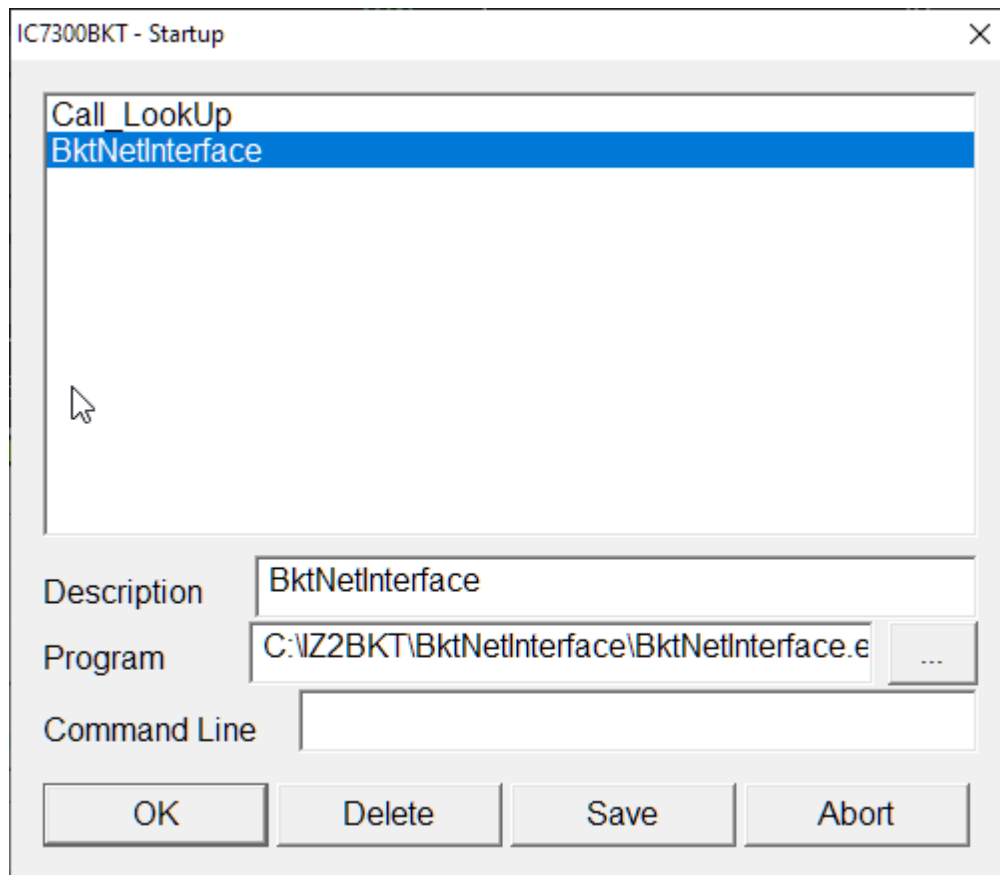 IC7300BKT - Startup
Call_LookUp
BktNetInterface
Description BktNetInterface
Program C:\IZ2BKT\BktNetInterface\BktNetInterface.e ...
Command Line
OK Delete Save Abort